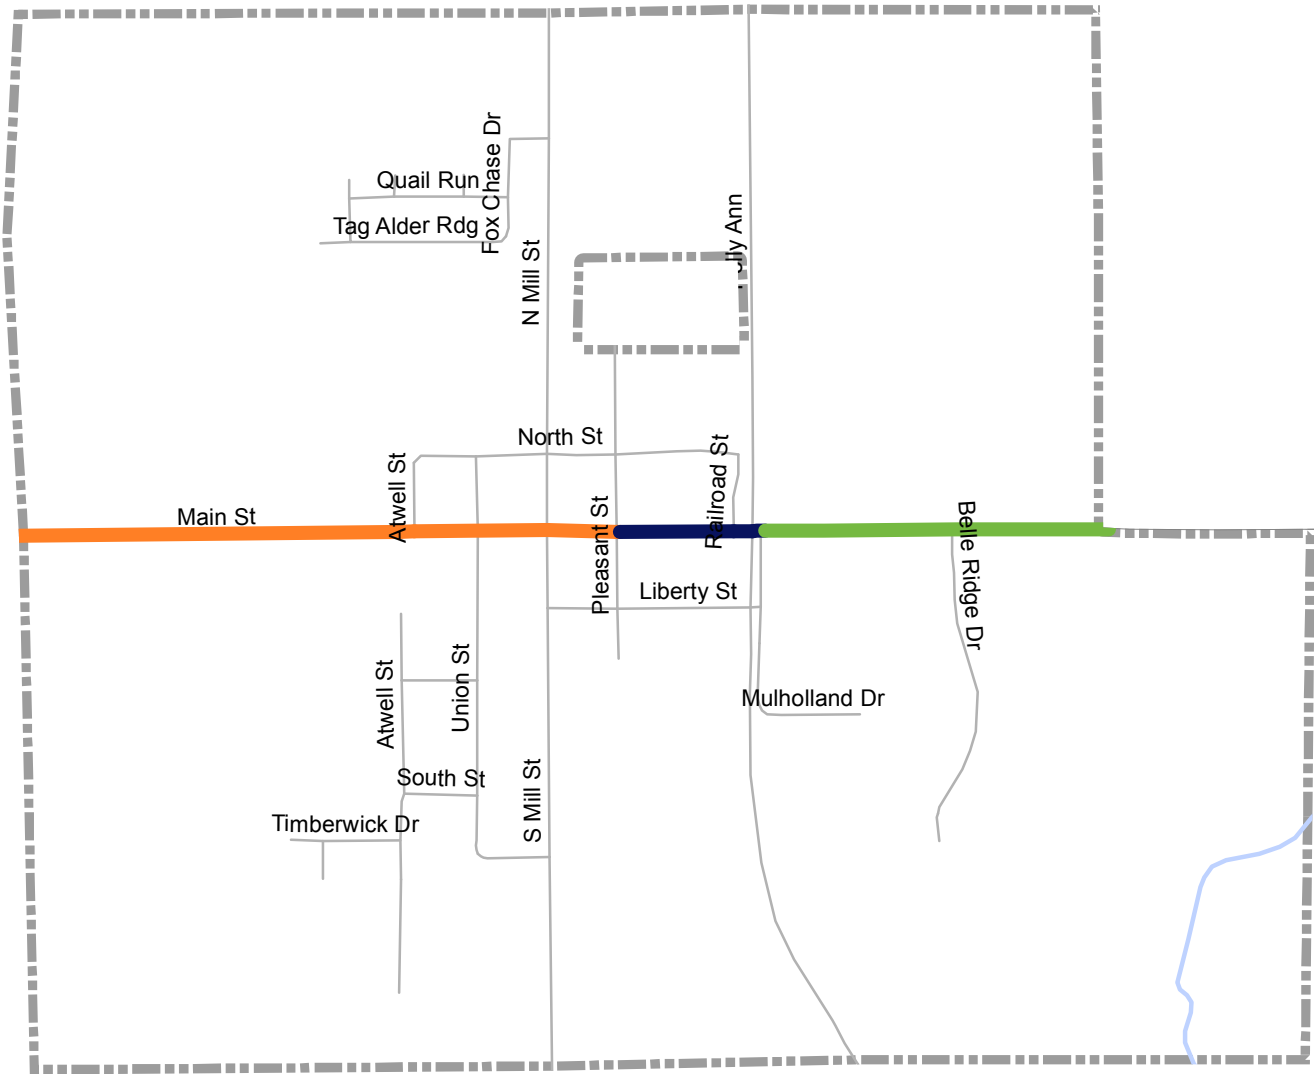 Fox Chase Dr
Quail Run
Tag Alder Rdg
N Mill St
Ann
North St
Atwell St
Railroad St
Main St
Pleasant St
Belle Ridge Dr
Liberty St
Atwell St
Union St
Mulholland Dr
South St
S Mill St
Timberwick Dr